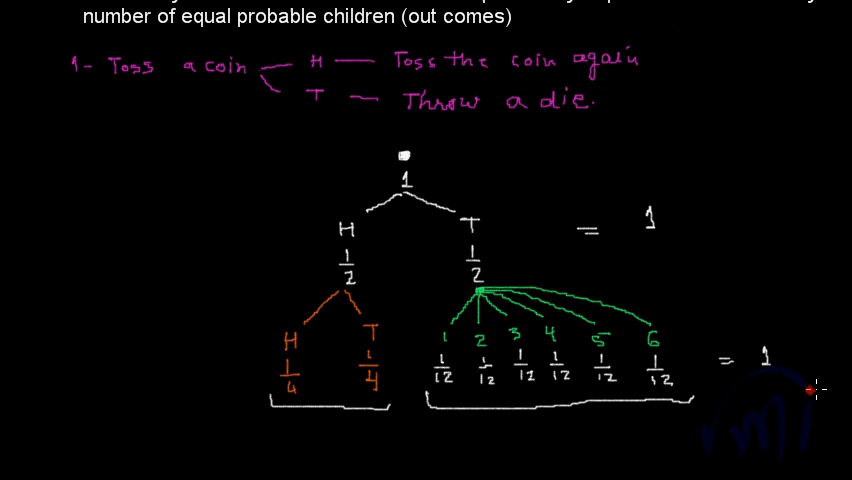 number of equal probable children (out comes)
1- Toss a coin H — Toss the coin again
T — Throw a die.
1
H T = 1
1/2 1/2
H T 1 2 3 4 5 6
1/4 1/4 1/12 1/12 1/12 1/12 1/12 1/12 = 1